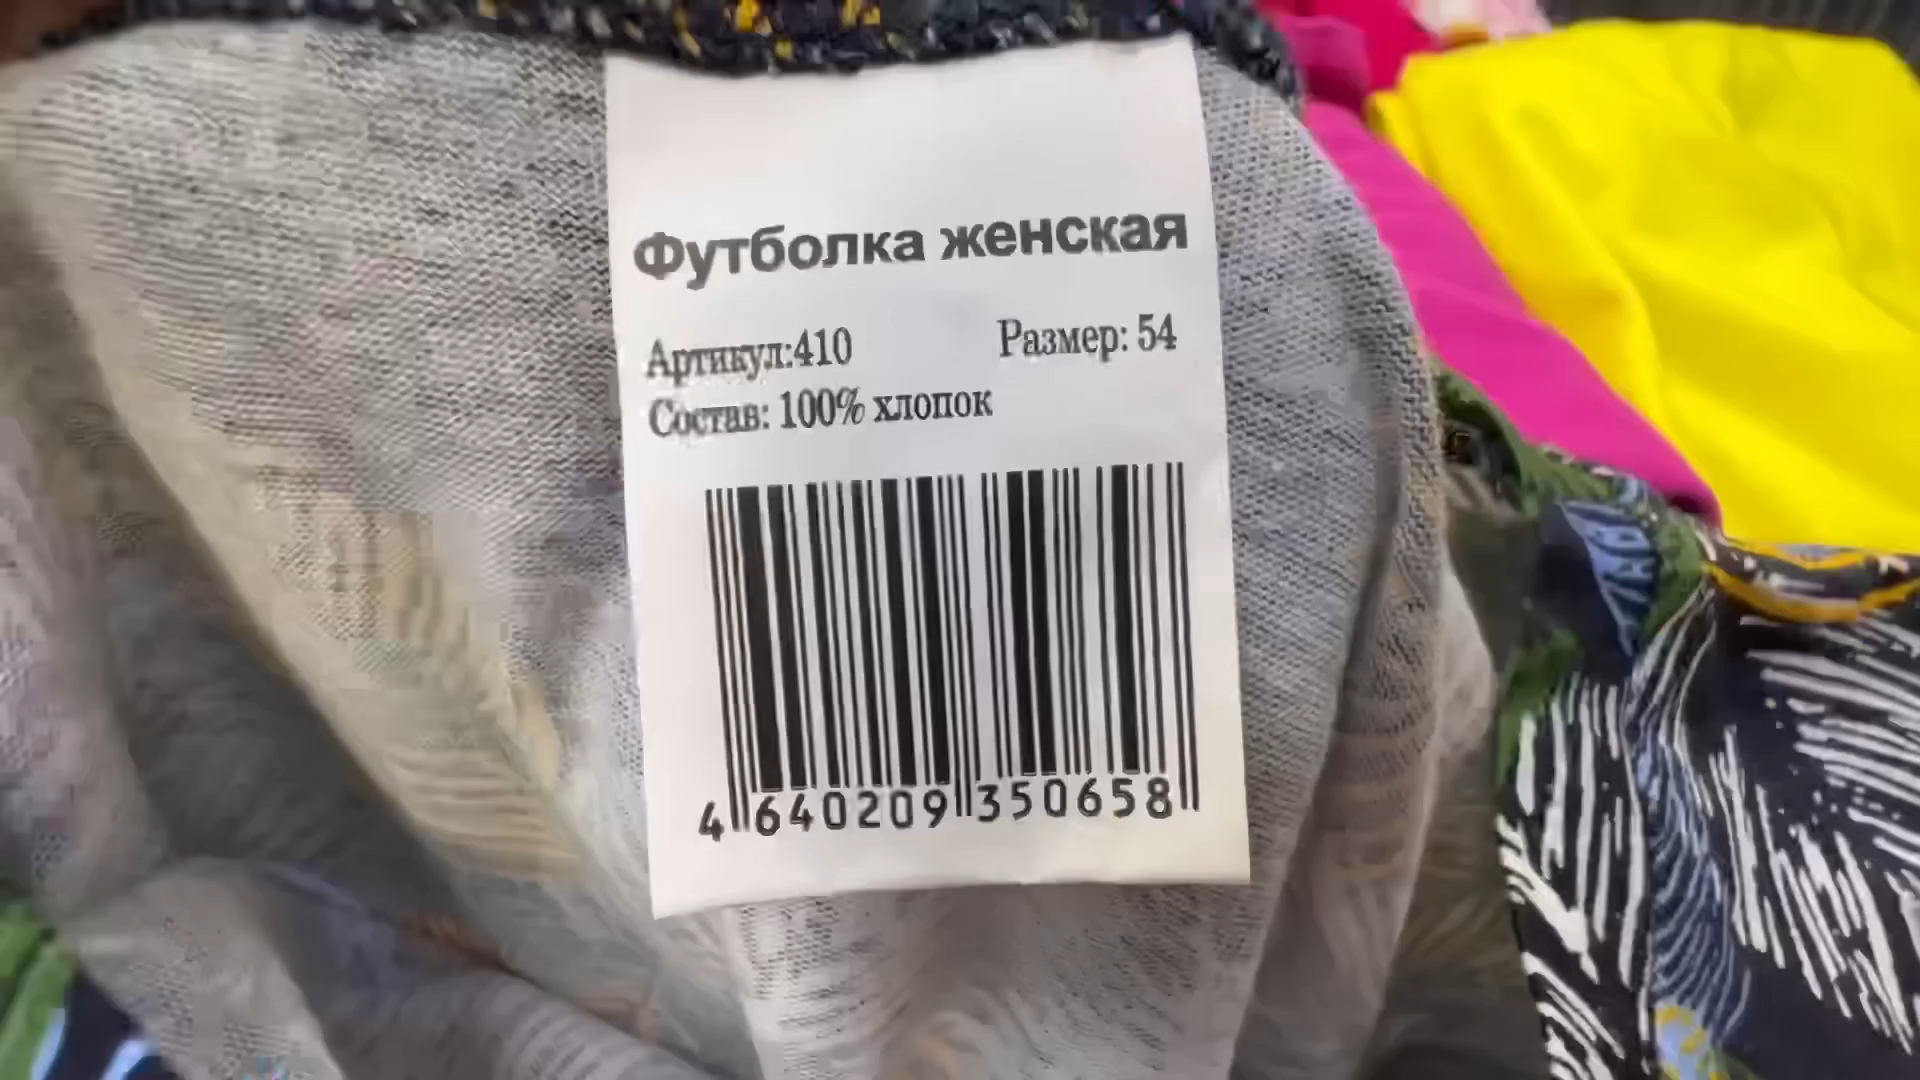 Футболка женская
Артикул:410 Размер: 54
Состав: 100% хлопок
4 640209 350658